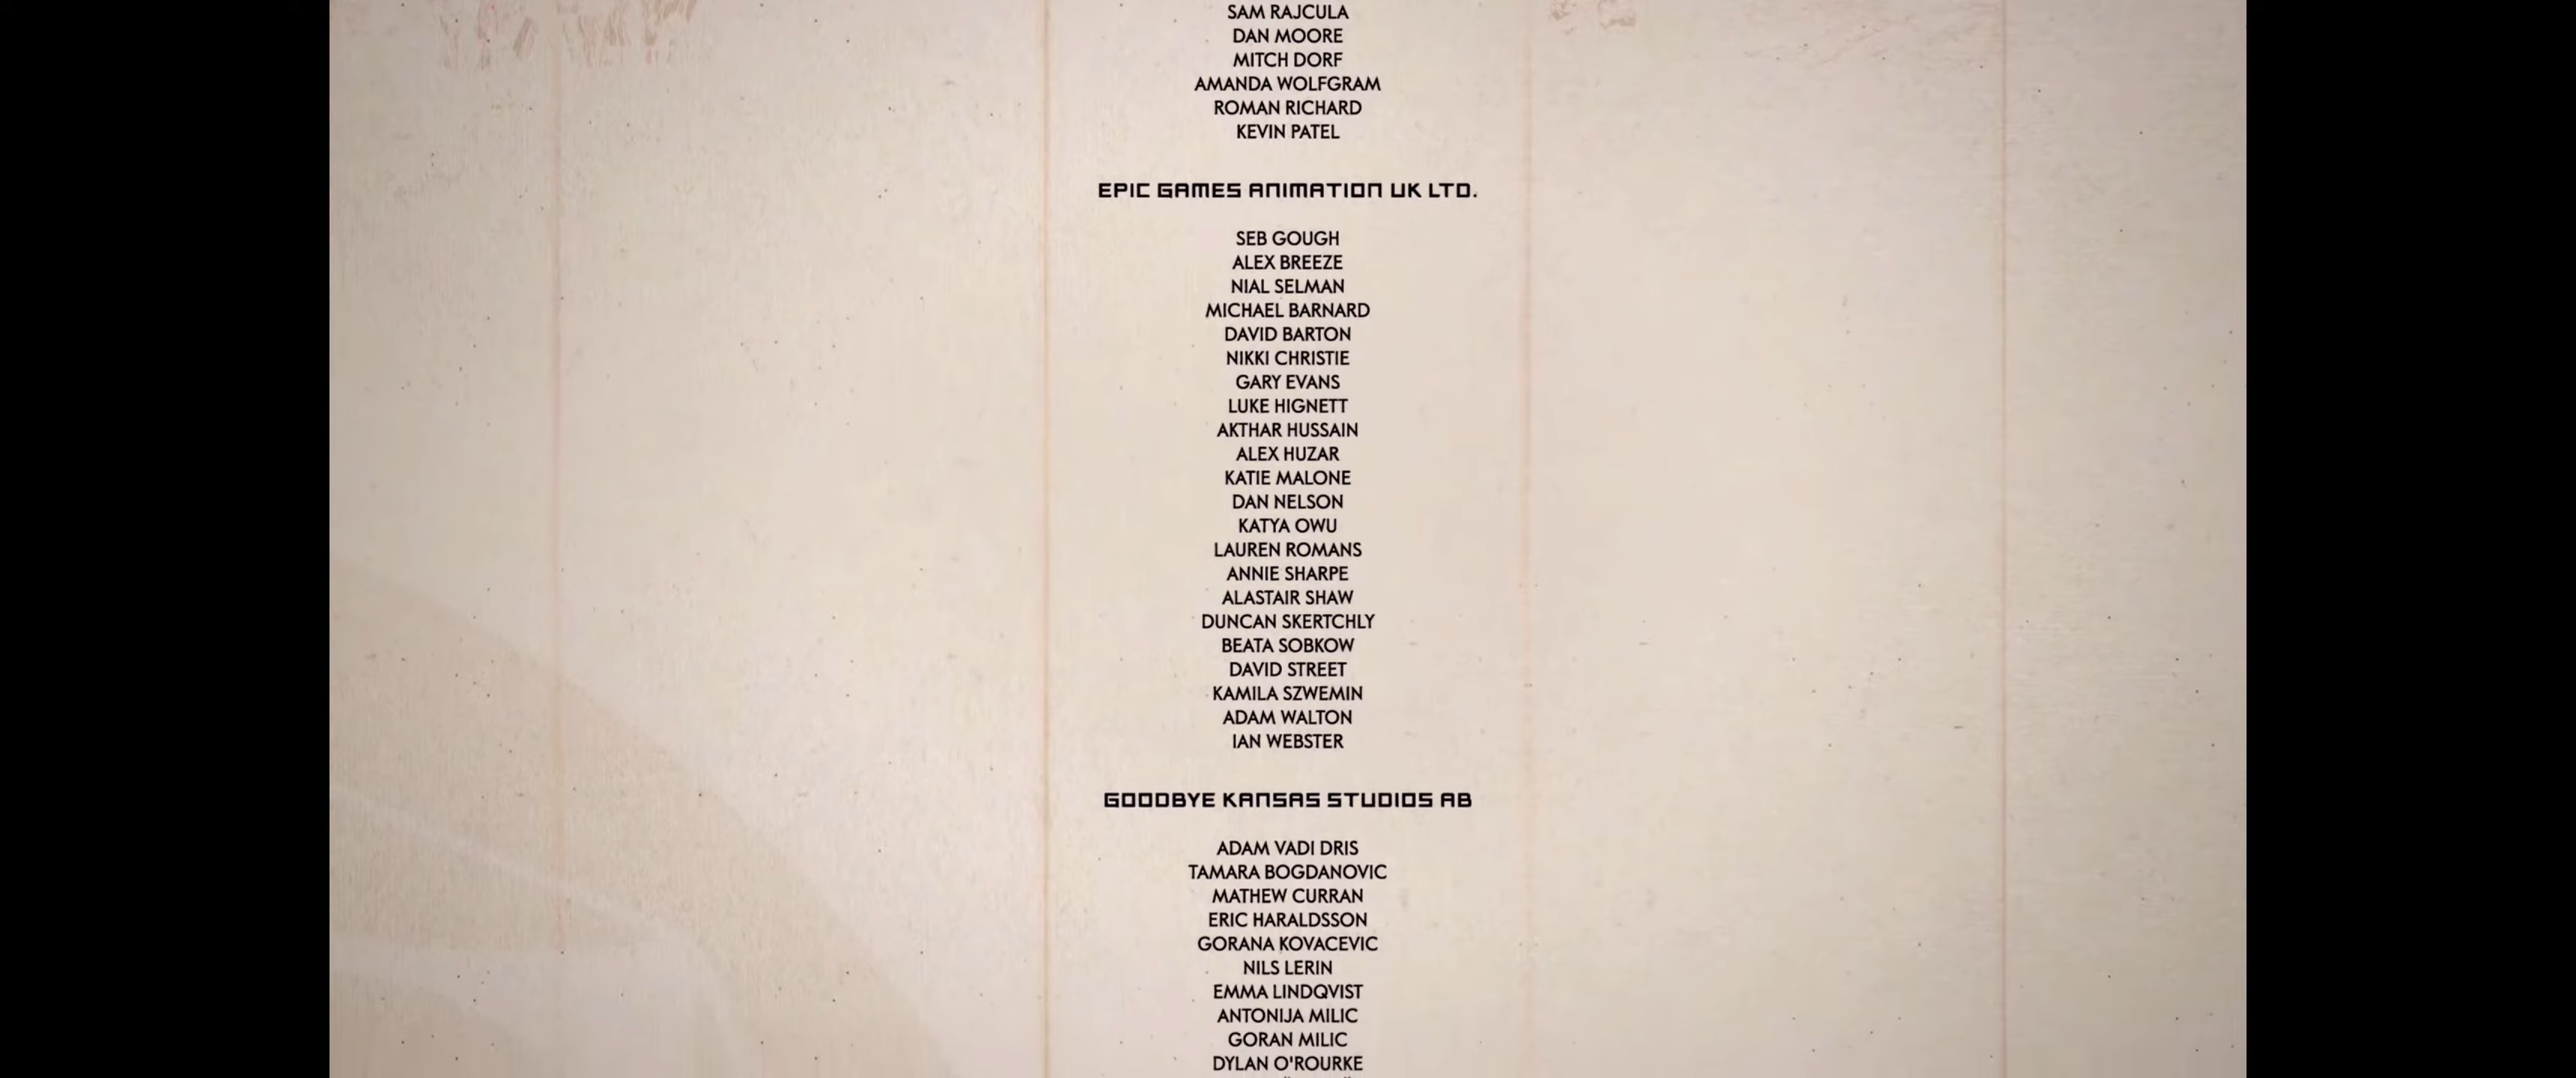 SAM RAJCULA
DAN MOORE
MITCH DORF
AMANDA WOLFGRAM
ROMAN RICHARD
KEVIN PATEL
EPIC GAMES ANIMATION UK LTD.
SEB GOUGH
ALEX BREEZE
NIAL SELMAN
MICHAEL BARNARD
DAVID BARTON
NIKKI CHRISTIE
GARY EVANS
LUKE HIGNETT
AKTHAR HUSSAIN
ALEX HUZAR
KATIE MALONE
DAN NELSON
KATYA OWU
LAUREN ROMANS
ANNIE SHARPE
ALASTAIR SHAW
DUNCAN SKERTCHLY
BEATA SOBKOW
DAVID STREET
KAMILA SZWEMIN
ADAM WALTON
IAN WEBSTER
GOODBYE KANSAS STUDIOS AB
ADAM VADI DRIS
TAMARA BOGDANOVIC
MATHEW CURRAN
ERIC HARALDSSON
GORANA KOVACEVIC
NILS LERIN
EMMA LINDQVIST
ANTONIJA MILIC
GORAN MILIC
DYLAN O'ROURKE